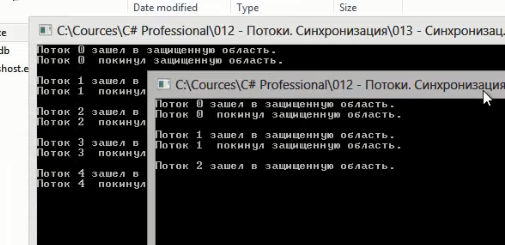 Date modified
Type
Size
се
db
shost.e
C:\Cources\C# Professional\012 - Потоки. Синхронизация\013 - Синхронизац.
Поток 0 зашел в защищенную область.
Поток 0 покинул защищенную область.
Поток 1 зашел в
Поток 1 покинул
Поток 2 зашел в
Поток 2 покинул
Поток 3 зашел в
Поток 3 покинул
Поток 4 зашел в
Поток 4 покинул
C:\Cources\C# Professional\012 - Потоки. Синхронизация
Поток 0 зашел в защищенную область.
Поток 0 покинул защищенную область.
Поток 1 зашел в защищенную область.
Поток 1 покинул защищенную область.
Поток 2 зашел в защищенную область.